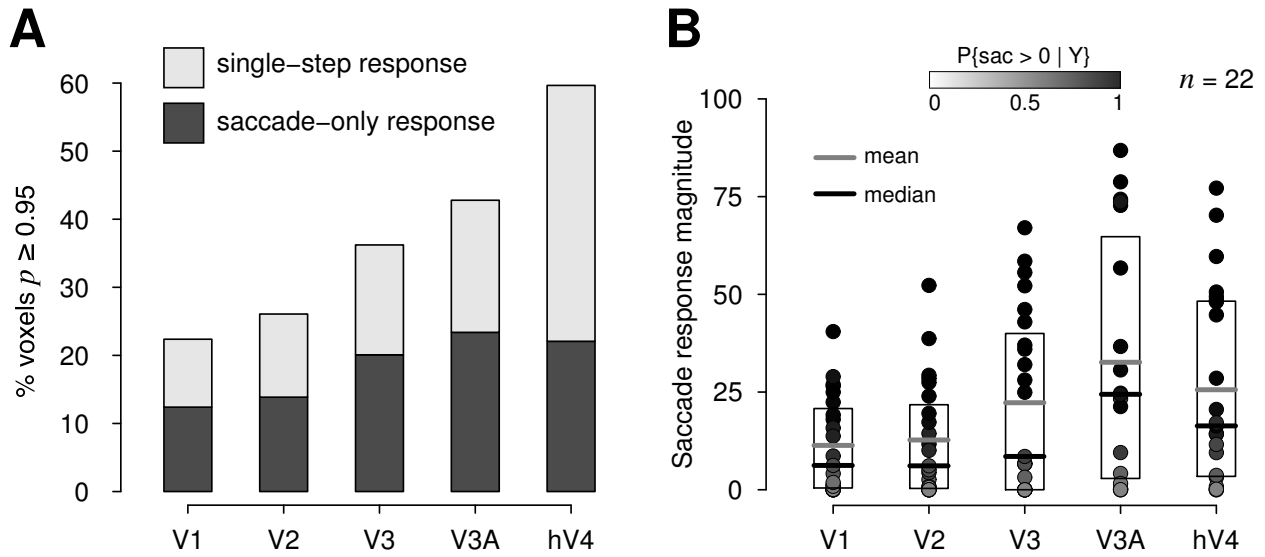 A
single−step response
saccade−only response
% voxels p ≥ 0.95
60
50
40
30
20
10
0
V1 V2 V3 V3A hV4
B
P{sac > 0 | Y}
0 0.5 1
n = 22
mean
median
Saccade response magnitude
100
75
50
25
0
V1 V2 V3 V3A hV4